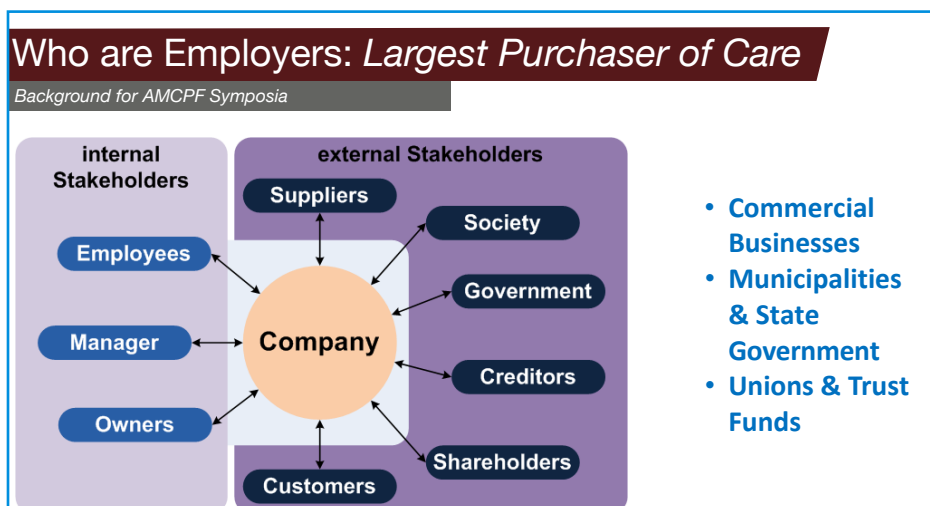 Who are Employers: Largest Purchaser of Care
Background for AMCPF Symposia
internal
Stakeholders
external Stakeholders
Employees
Manager
Owners
Company
Suppliers
Society
Government
Creditors
Shareholders
Customers
• Commercial
Businesses
• Municipalities
& State
Government
• Unions & Trust
Funds